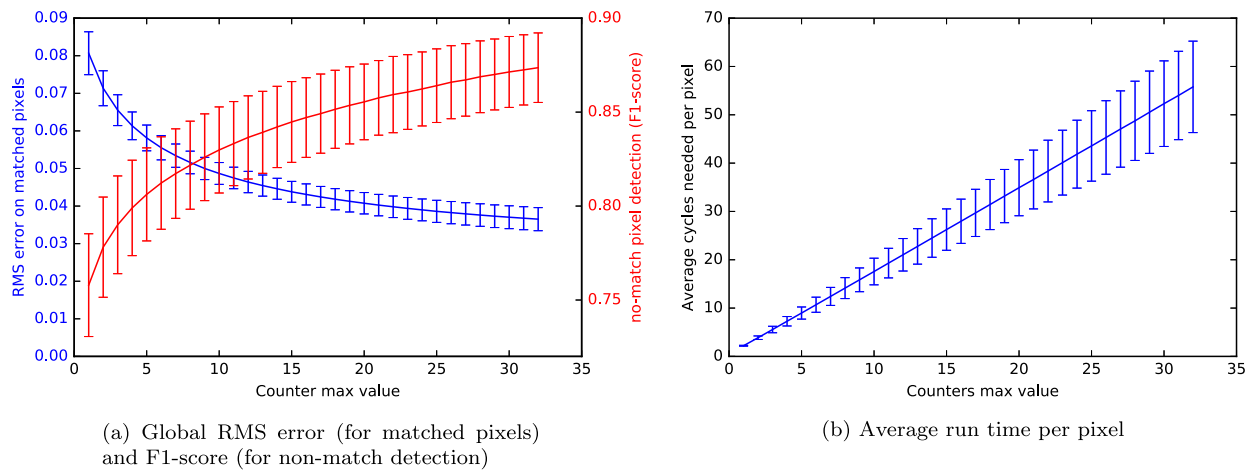 0.09
0.08
0.07
0.06
0.05
0.04
0.03
0.02
0.01
0.00
RMS error on matched pixels
0 5 10 15 20 25 30 35
Counter max value
0.90
0.85
0.80
0.75
no-match pixel detection (F1-score)
(a) Global RMS error (for matched pixels)
and F1-score (for non-match detection)
70
60
50
40
30
20
10
0
Average cycles needed per pixel
0 5 10 15 20 25 30 35
Counters max value
(b) Average run time per pixel